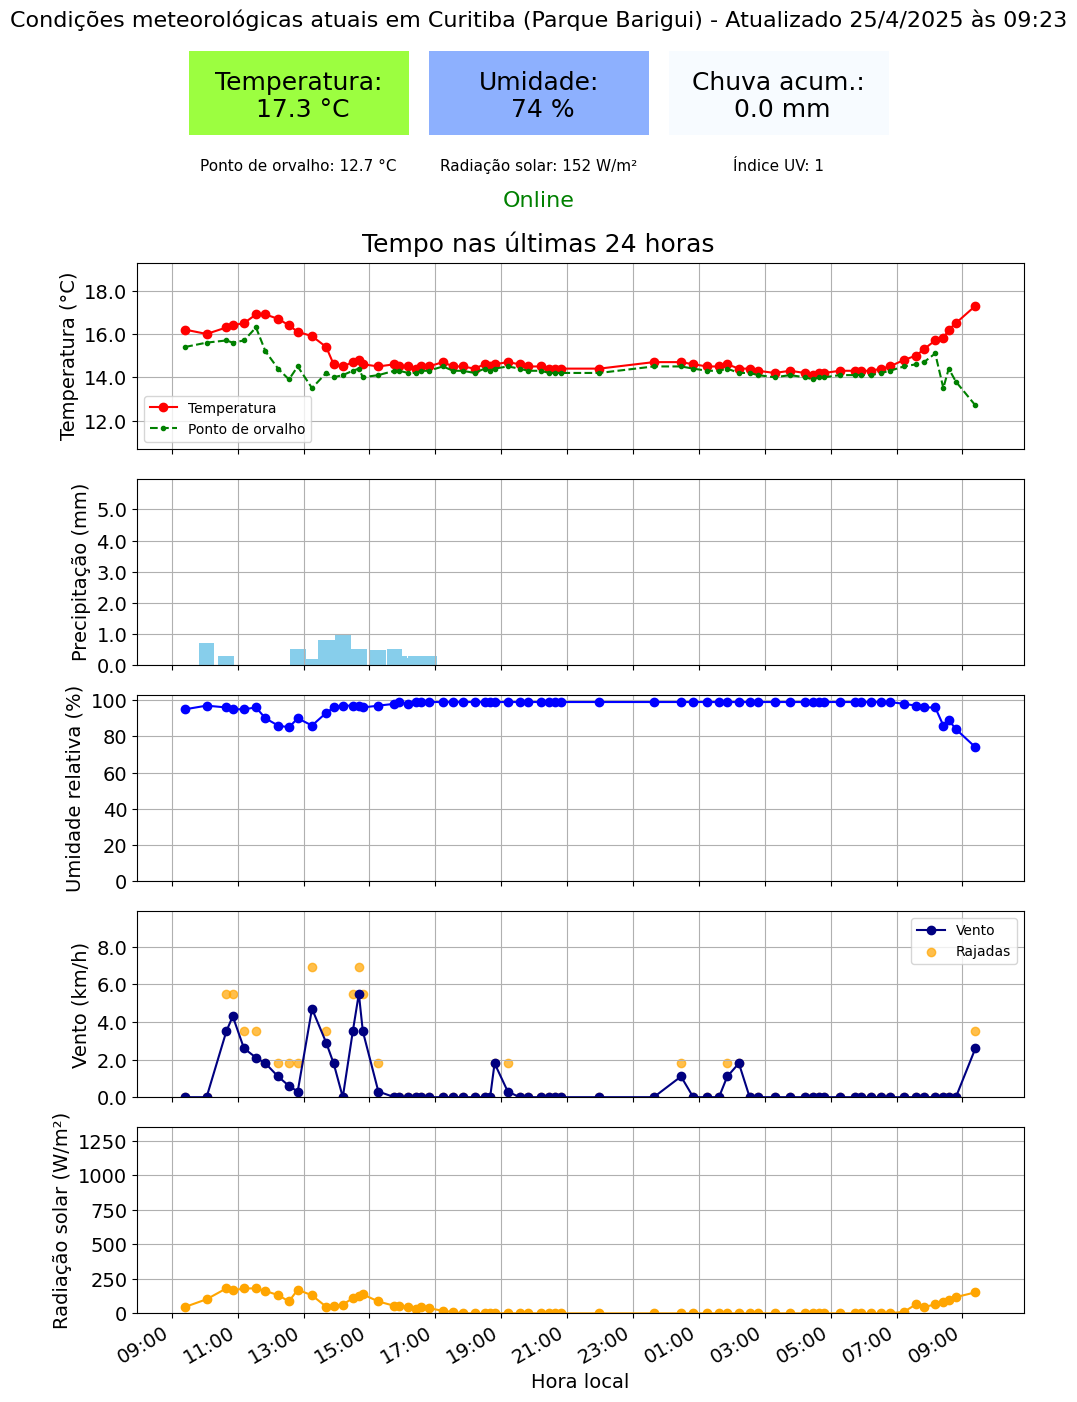 Condições meteorológicas atuais em Curitiba (Parque Barigui) - Atualizado 25/4/2025 às 09:23
Temperatura:
17.3 °C
Umidade:
74 %
Chuva acum.:
0.0 mm
Ponto de orvalho: 12.7 °C
Radiação solar: 152 W/m²
Índice UV: 1
Online
Tempo nas últimas 24 horas
Temperatura (°C)
18.0
16.0
14.0
12.0
Temperatura
Ponto de orvalho
Precipitação (mm)
5.0
4.0
3.0
2.0
1.0
0.0
Umidade relativa (%)
100
80
60
40
20
0
Vento (km/h)
8.0
6.0
4.0
2.0
0.0
Vento
Rajadas
Radiação solar (W/m²)
1250
1000
750
500
250
0
09:00
11:00
13:00
15:00
17:00
19:00
21:00
23:00
01:00
03:00
05:00
07:00
09:00
Hora local